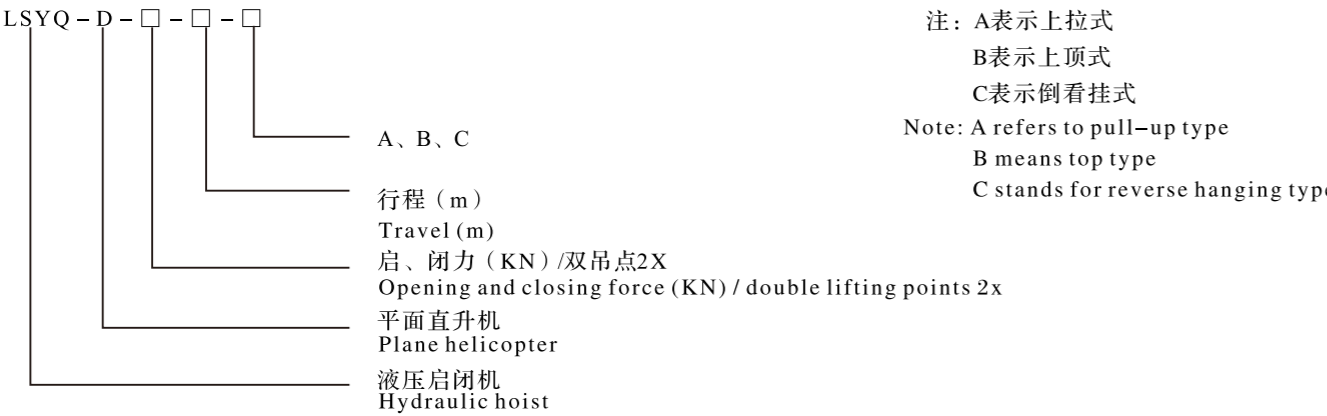 LSYQ-D-□-□-□
注：A表示上拉式
B表示上顶式
C表示倒看挂式
Note: A refers to pull-up type
B means top type
C stands for reverse hanging type
A、B、C
行程（m）
Travel (m)
启、闭力（KN）/双吊点2X
Opening and closing force (KN) / double lifting points 2x
平面直升机
Plane helicopter
液压启闭机
Hydraulic hoist